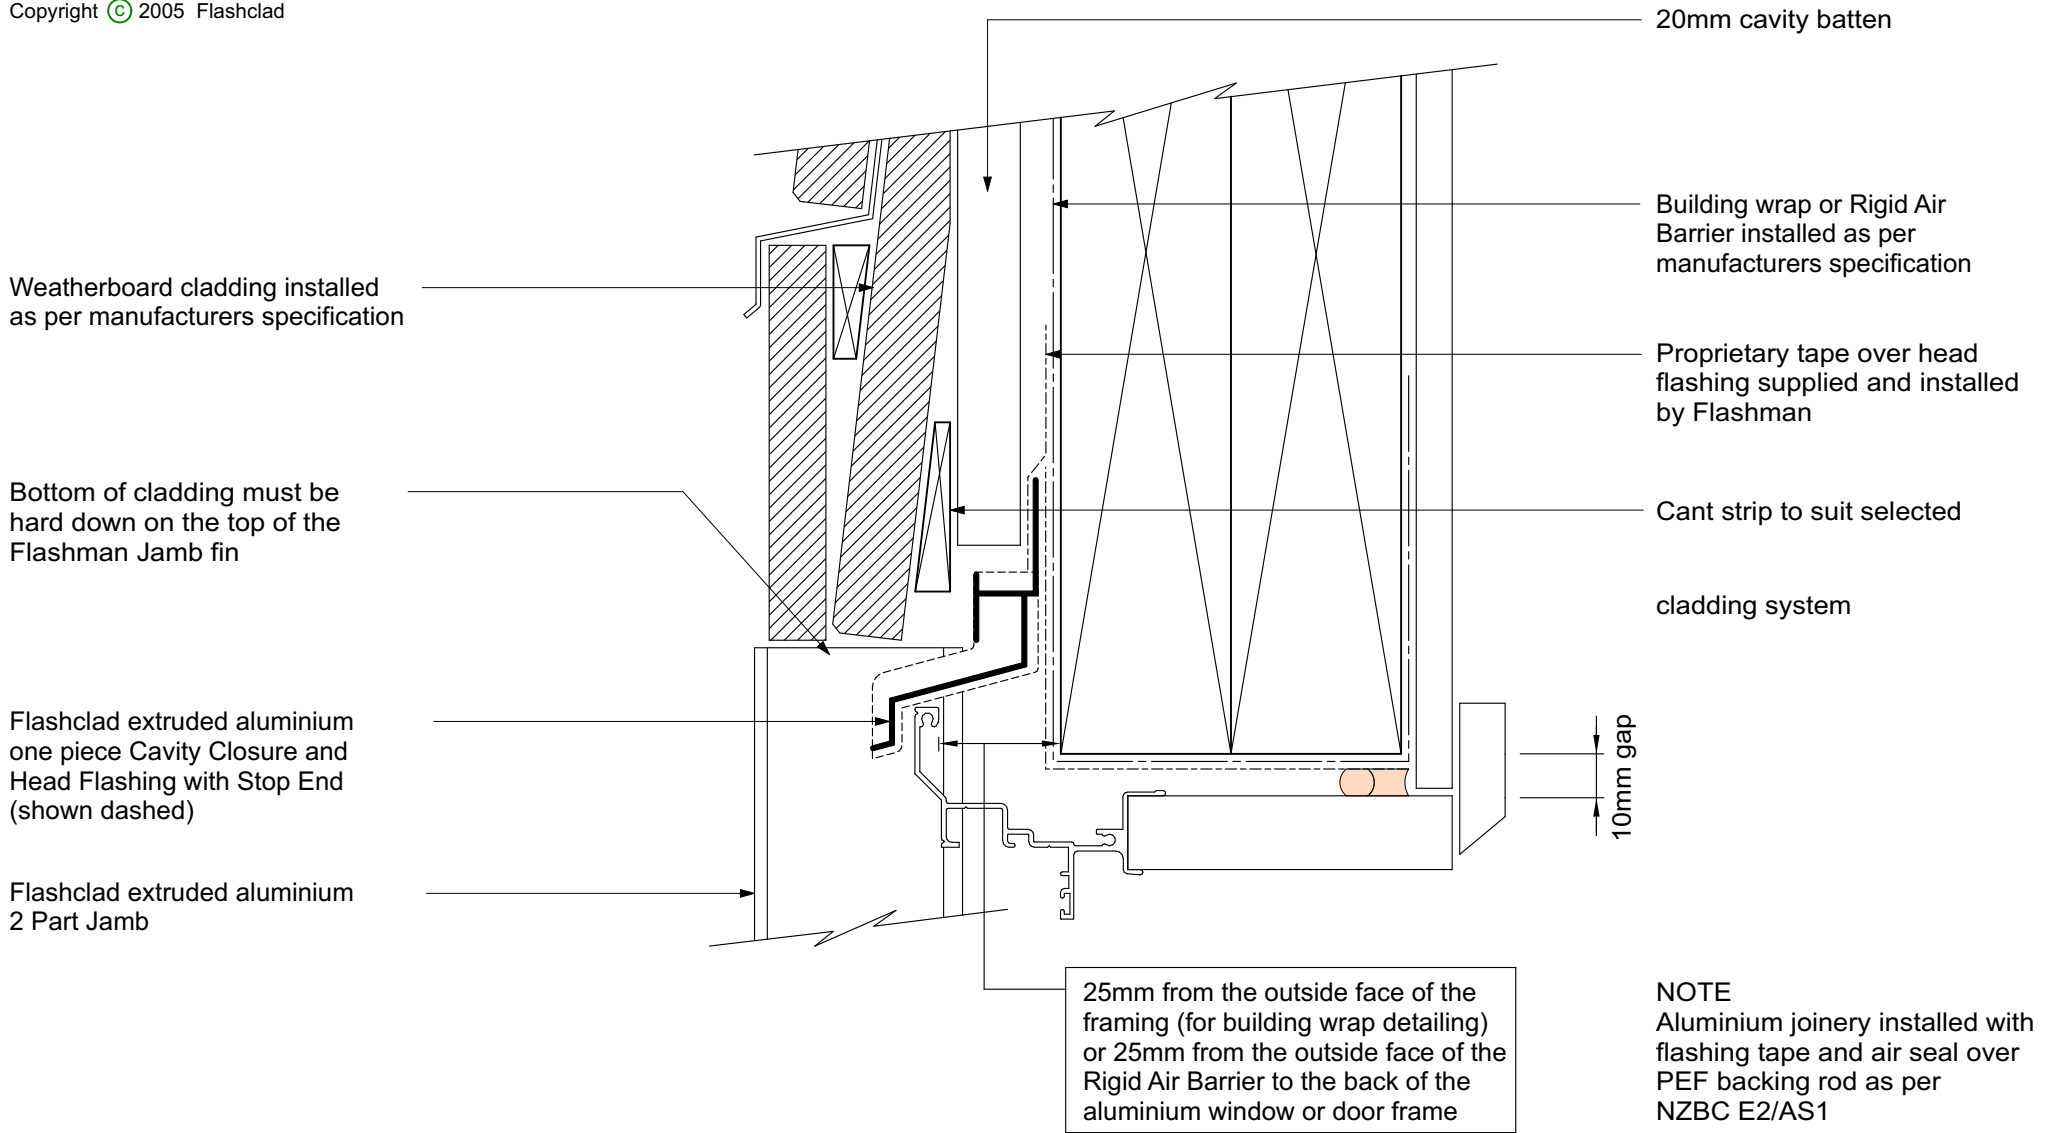 Copyright © 2005 Flashclad
20mm cavity batten
Building wrap or Rigid Air
Barrier installed as per
manufacturers specification
Weatherboard cladding installed
as per manufacturers specification
Proprietary tape over head
flashing supplied and installed
by Flashman
Bottom of cladding must be
hard down on the top of the
Flashman Jamb fin
Cant strip to suit selected
cladding system
Flashclad extruded aluminium
one piece Cavity Closure and
Head Flashing with Stop End
(shown dashed)
10mm gap
Flashclad extruded aluminium
2 Part Jamb
25mm from the outside face of the
framing (for building wrap detailing)
or 25mm from the outside face of the
Rigid Air Barrier to the back of the
aluminium window or door frame
NOTE
Aluminium joinery installed with
flashing tape and air seal over
PEF backing rod as per
NZBC E2/AS1